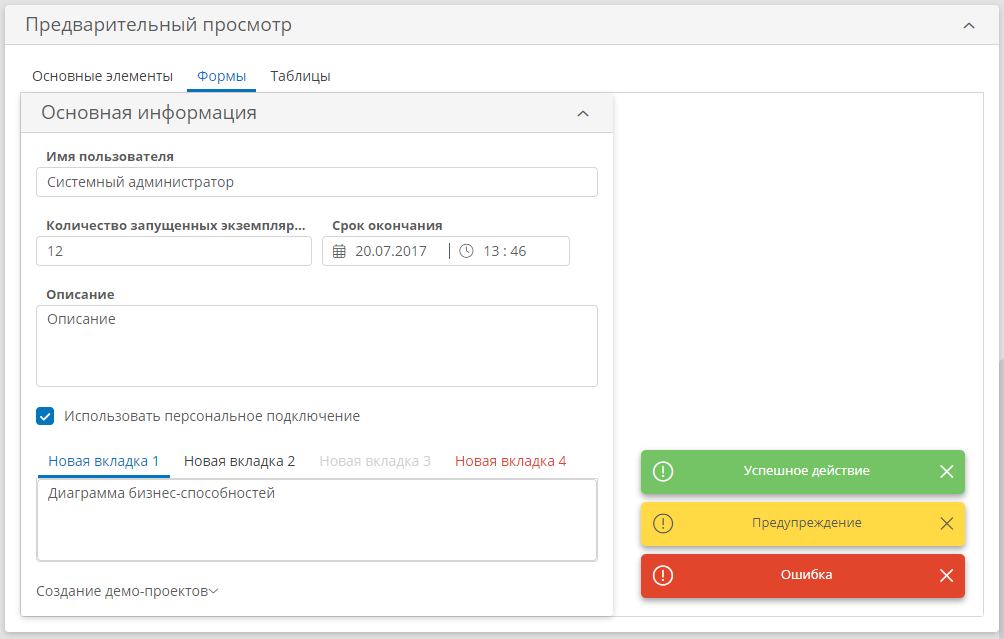 Предварительный просмотр
Основные элементы Формы Таблицы
Основная информация
Имя пользователя
Системный администратор
Количество запущенных экземпляр... Срок окончания
12 20.07.2017 13 : 46
Описание
Описание
Использовать персональное подключение
Новая вкладка 1 Новая вкладка 2 Новая вкладка 3 Новая вкладка 4
Диаграмма бизнес-способностей
Создание демо-проектов
Успешное действие
Предупреждение
Ошибка